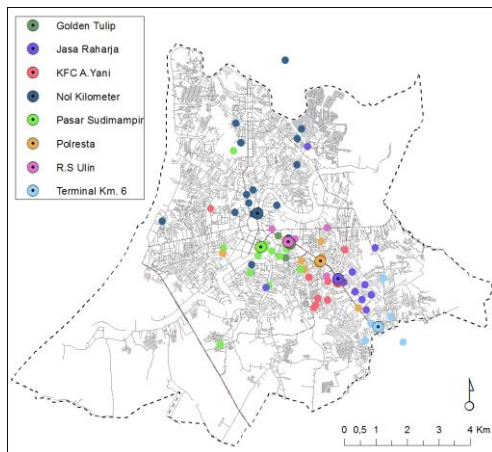 Golden Tulip
Jasa Raharja
KFC A.Yani
Nol Kilometer
Pasar Sudimampir
Polresta
R.S Ulin
Terminal Km. 6
0 0,5 1 2 3 4 Km